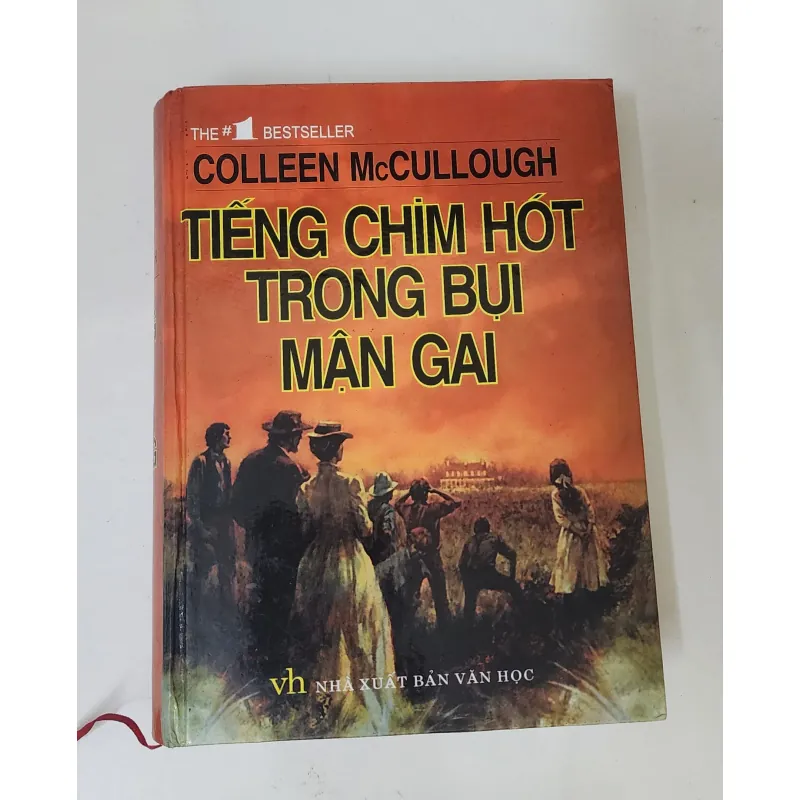 THE #1 BESTSELLER
COLLEEN McCULLOUGH
TIẾNG CHIM HÓT
TRONG BỤI
MẬN GAI
vh NHÀ XUẤT BẢN VĂN HỌC